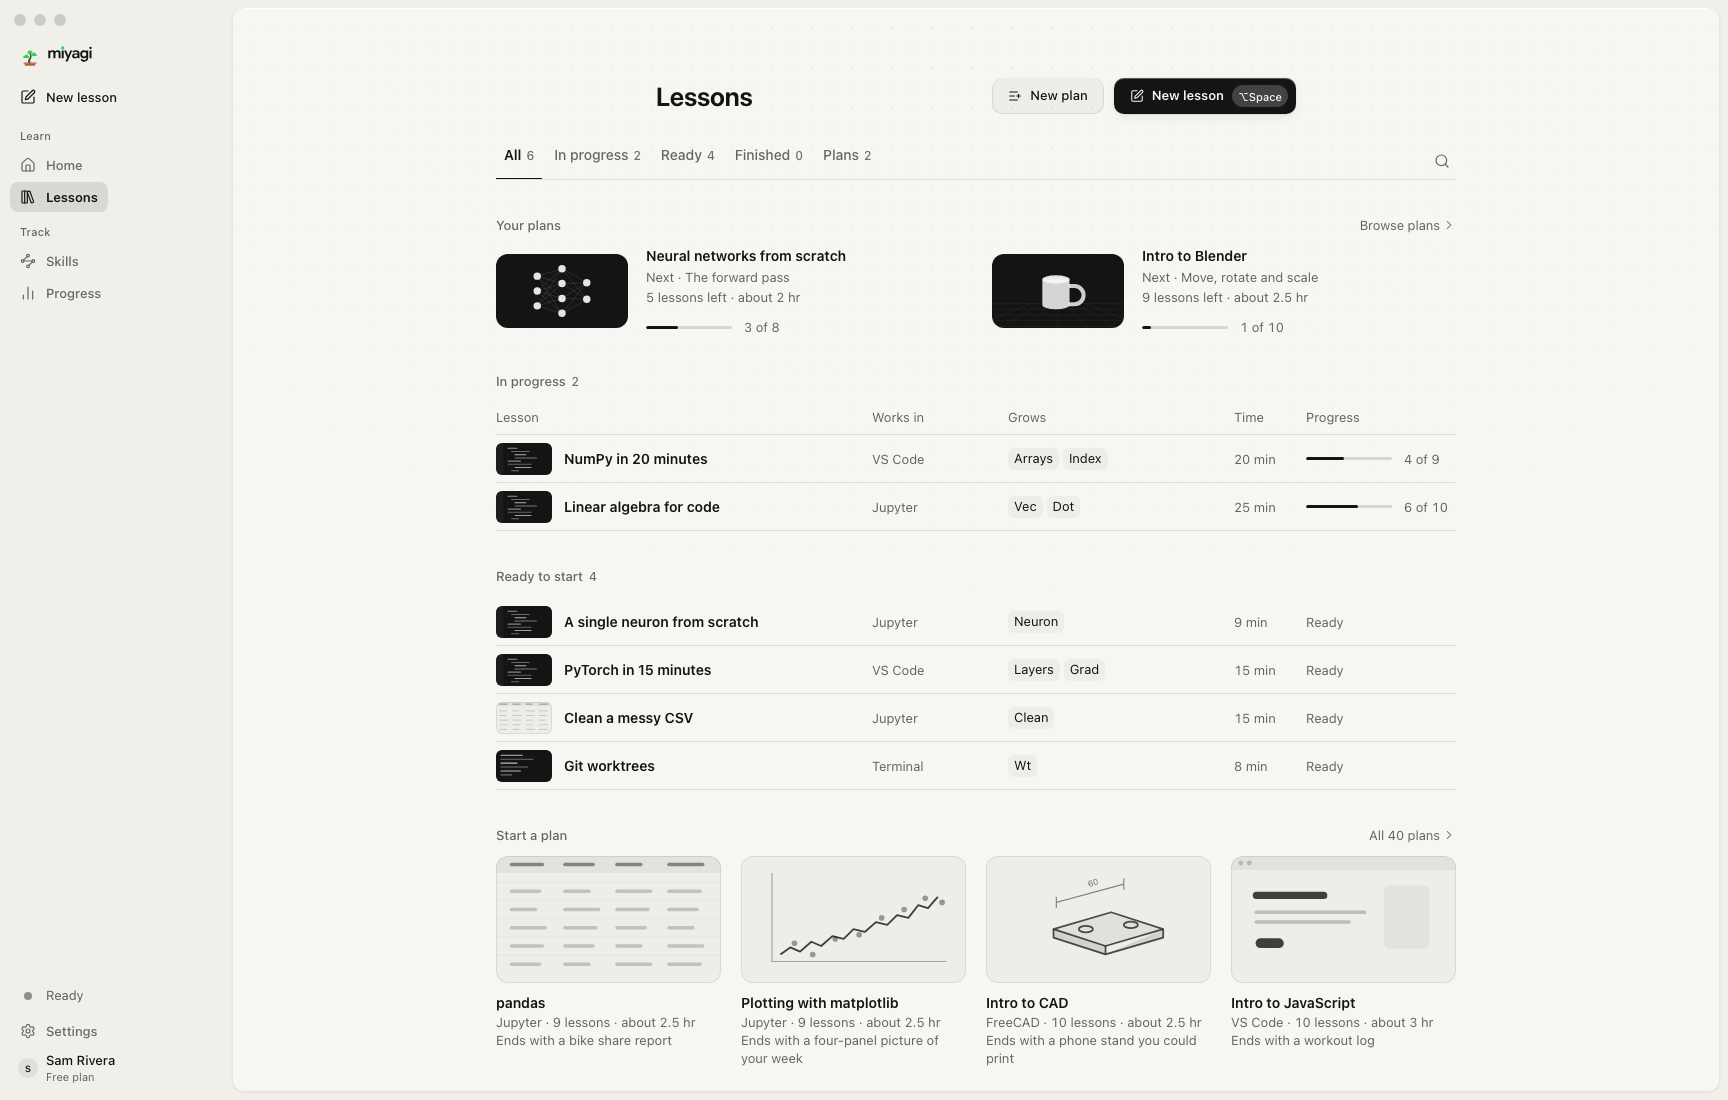 miyagi
New lesson
Learn
Home
Lessons
Track
Skills
Progress
Ready
Settings
S
Sam Rivera
Free plan
Lessons
New plan
New lesson ⌥Space
All 6
In progress 2
Ready 4
Finished 0
Plans 2
Your plans
Browse plans
Neural networks from scratch
Next · The forward pass
5 lessons left · about 2 hr
3 of 8
Intro to Blender
Next · Move, rotate and scale
9 lessons left · about 2.5 hr
1 of 10
In progress 2
Lesson Works in Grows Time Progress
NumPy in 20 minutes VS Code Arrays Index 20 min 4 of 9
Linear algebra for code Jupyter Vec Dot 25 min 6 of 10
Ready to start 4
A single neuron from scratch Jupyter Neuron 9 min Ready
PyTorch in 15 minutes VS Code Layers Grad 15 min Ready
Clean a messy CSV Jupyter Clean 15 min Ready
Git worktrees Terminal Wt 8 min Ready
Start a plan
All 40 plans
pandas
Jupyter · 9 lessons · about 2.5 hr
Ends with a bike share report
Plotting with matplotlib
Jupyter · 9 lessons · about 2.5 hr
Ends with a four-panel picture of
your week
60
Intro to CAD
FreeCAD · 10 lessons · about 2.5 hr
Ends with a phone stand you could
print
Intro to JavaScript
VS Code · 10 lessons · about 3 hr
Ends with a workout log